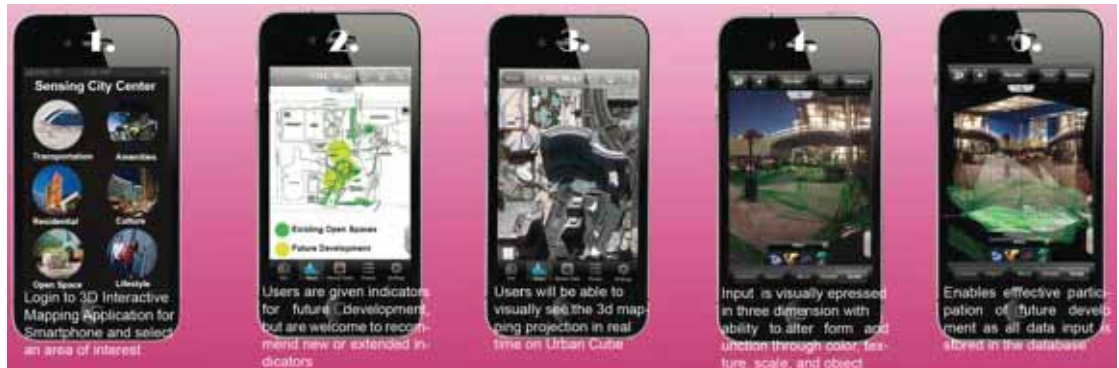 1.
Sensing City Center
Transportation
Amenities
Residential
Culture
Open Space
Lifestyle
Login to 3D Interactive
Mapping Application for
Smartphone and select
an area of interest
2.
Existing Open Spaces
Future Development
Users are given indicators
for future development,
but are welcome to recom-
mend new or extended in-
dicators
3.
Users will be able to
visually see the 3d map-
ping projection in real
time on Urban Cutie
4.
Input is visually epressed
in three dimension with
ability to alter form and
unction through color, tex-
ture, scale, and object
5.
Enables effective partici-
pation of future develop
ment as all data input is
stored in the database